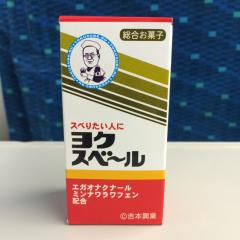 総合お菓子
スベりたい人に
ヨク
スベ〜ル
エガオナクナール
ミンナワラワフェン
配合
©吉本興業